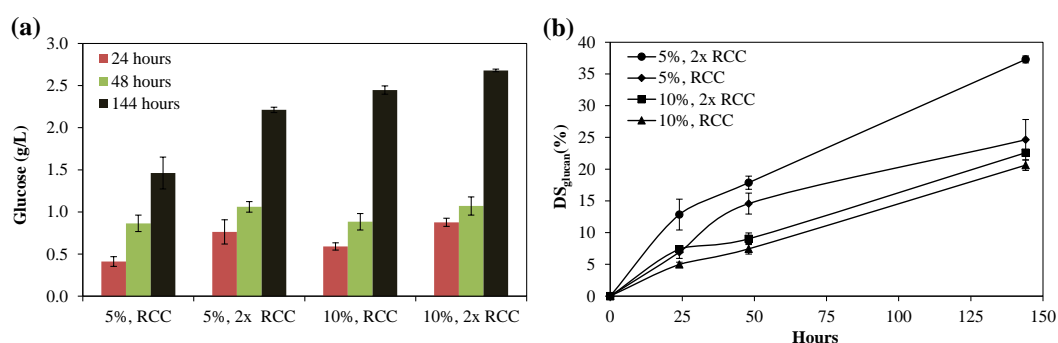 (a)
3.0
2.5
2.0
1.5
1.0
0.5
0.0
Glucose (g/L)
24 hours
48 hours
144 hours
5%, RCC
5%, 2x RCC
10%, RCC
10%, 2x RCC
(b)
40
35
30
25
20
15
10
5
0
DSglucan(%)
5%, 2x RCC
5%, RCC
10%, 2x RCC
10%, RCC
0
25
50
75
100
125
150
Hours